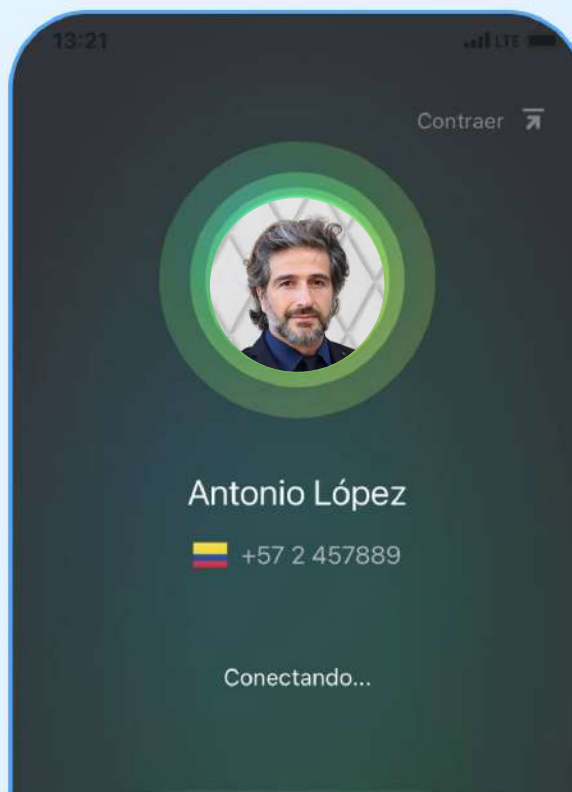 13:21 LTE
Contraer
Antonio López
+57 2 457889
Conectando...